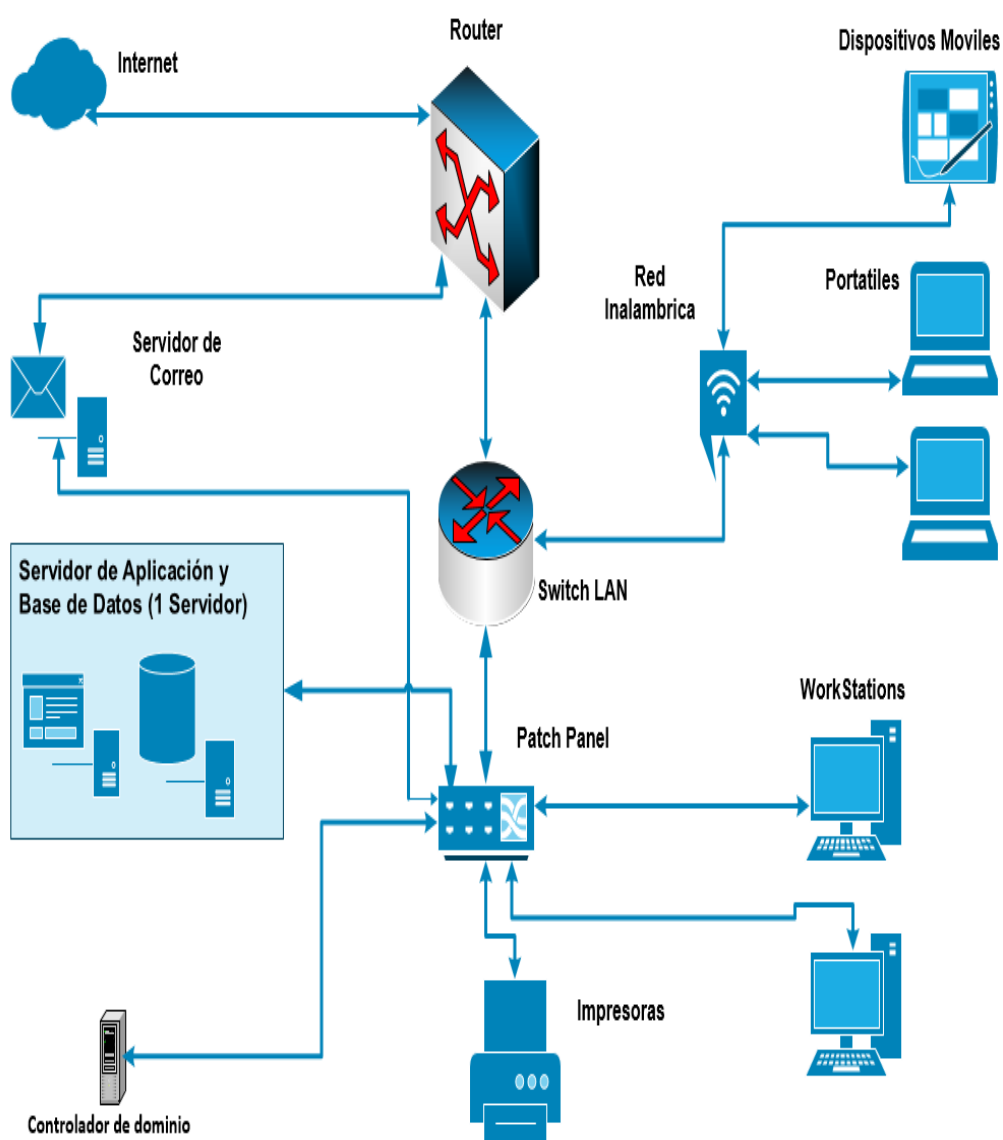 Router
Dispositivos Moviles
Internet
Red
Inalambrica
Portatiles
Servidor de
Correo
Servidor de Aplicación y
Base de Datos (1 Servidor)
Switch LAN
WorkStations
Patch Panel
Impresoras
Controlador de dominio